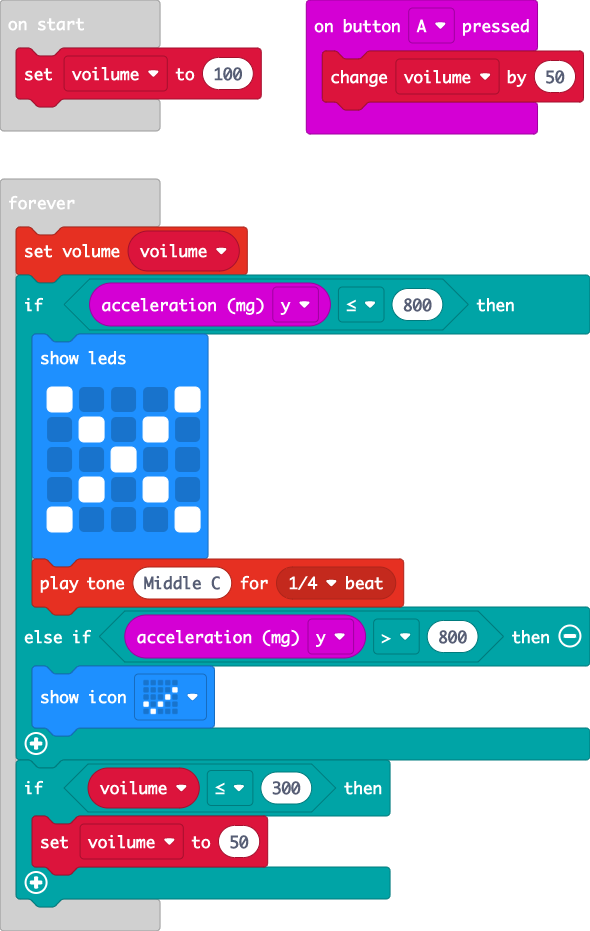 on start
set voilume to 100
on button A pressed
change voilume by 50
forever
set volume voilume
if acceleration (mg) y ≤ 800 then
show leds
play tone Middle C for 1/4 beat
else if acceleration (mg) y > 800 then
show icon
if voilume ≤ 300 then
set voilume to 50